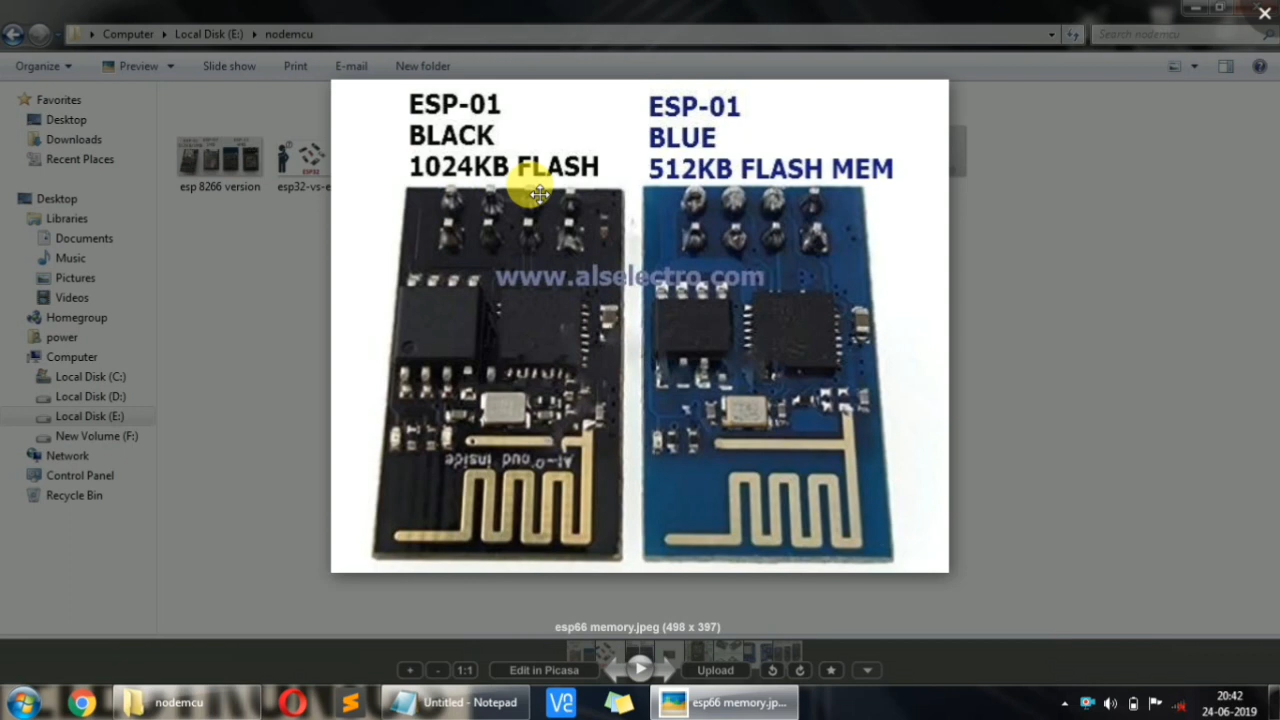 Computer
Local Disk (E:)
nodemcu
Search nodemcu
Organize
Preview
Slide show
Print
E-mail
New folder
Favorites
Desktop
Downloads
Recent Places
Desktop
Libraries
Documents
Music
Pictures
Videos
Homegroup
power
Computer
Local Disk (C:)
Local Disk (D:)
Local Disk (E:)
New Volume (F:)
Network
Control Panel
Recycle Bin
esp 8266 version
esp32-vs-e
ESP-01
BLACK
1024KB FLASH
ESP-01
BLUE
512KB FLASH MEM
www.alselectro.com
esp66 memory.jpeg (498 x 397)
+
-
1:1
Edit in Picasa
Upload
nodemcu
Untitled - Notepad
esp66 memory.jp...
20:42
24-06-2019